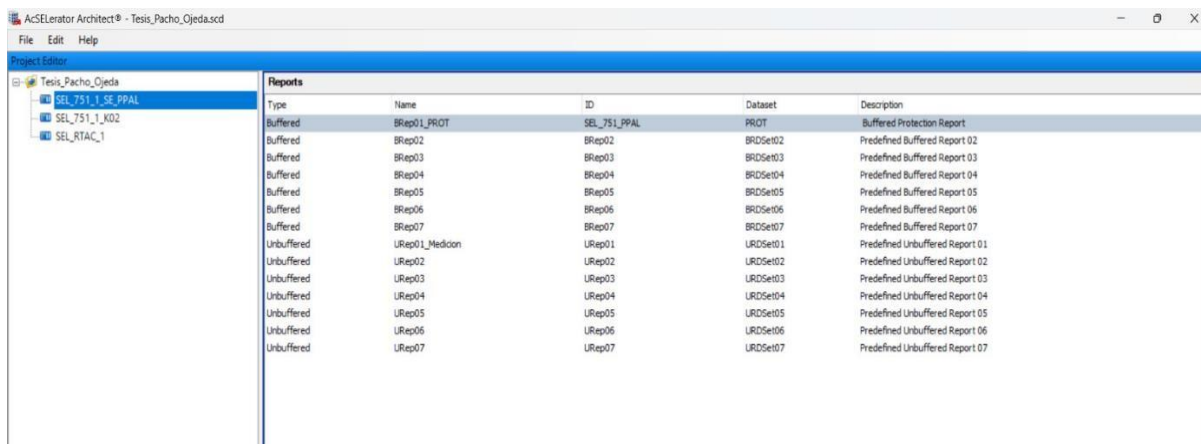 AcSELerator Architect® - Tesis_Pacho_Ojeda.scd
File Edit Help
Project Editor
Tesis_Pacho_Ojeda
SEL_751_1_SE_PPAL
SEL_751_1_K02
SEL_RTAC_1
Reports
Type Name ID Dataset Description
Buffered BRep01_PROT SEL_751_PPAL PROT Buffered Protection Report
Buffered BRep02 BRep02 BRDSet02 Predefined Buffered Report 02
Buffered BRep03 BRep03 BRDSet03 Predefined Buffered Report 03
Buffered BRep04 BRep04 BRDSet04 Predefined Buffered Report 04
Buffered BRep05 BRep05 BRDSet05 Predefined Buffered Report 05
Buffered BRep06 BRep06 BRDSet06 Predefined Buffered Report 06
Buffered BRep07 BRep07 BRDSet07 Predefined Buffered Report 07
Unbuffered URep01_Medicion URep01 URDSet01 Predefined Unbuffered Report 01
Unbuffered URep02 URep02 URDSet02 Predefined Unbuffered Report 02
Unbuffered URep03 URep03 URDSet03 Predefined Unbuffered Report 03
Unbuffered URep04 URep04 URDSet04 Predefined Unbuffered Report 04
Unbuffered URep05 URep05 URDSet05 Predefined Unbuffered Report 05
Unbuffered URep06 URep06 URDSet06 Predefined Unbuffered Report 06
Unbuffered URep07 URep07 URDSet07 Predefined Unbuffered Report 07